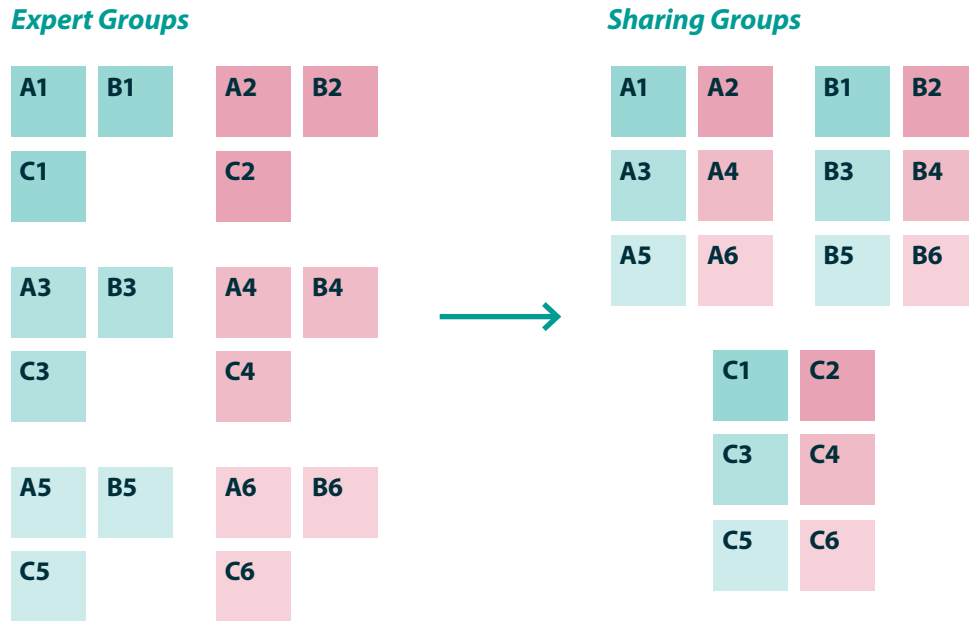 Expert Groups
A1 B1
C1
A2 B2
C2
A3 B3
C3
A4 B4
C4
A5 B5
C5
A6 B6
C6
Sharing Groups
A1 A2
A3 A4
A5 A6
B1 B2
B3 B4
B5 B6
C1 C2
C3 C4
C5 C6